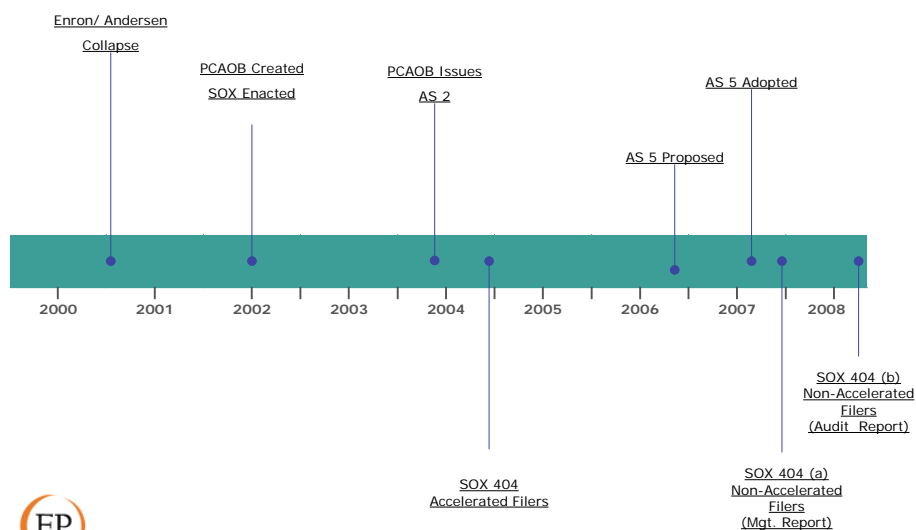 Enron/ Andersen
Collapse
PCAOB Created
SOX Enacted
PCAOB Issues
AS 2
AS 5 Adopted
AS 5 Proposed
2000 2001 2002 2003 2004 2005 2006 2007 2008
SOX 404
Accelerated Filers
SOX 404 (a)
Non-Accelerated
Filers
(Mgt. Report)
SOX 404 (b)
Non-Accelerated
Filers
(Audit Report)
EP